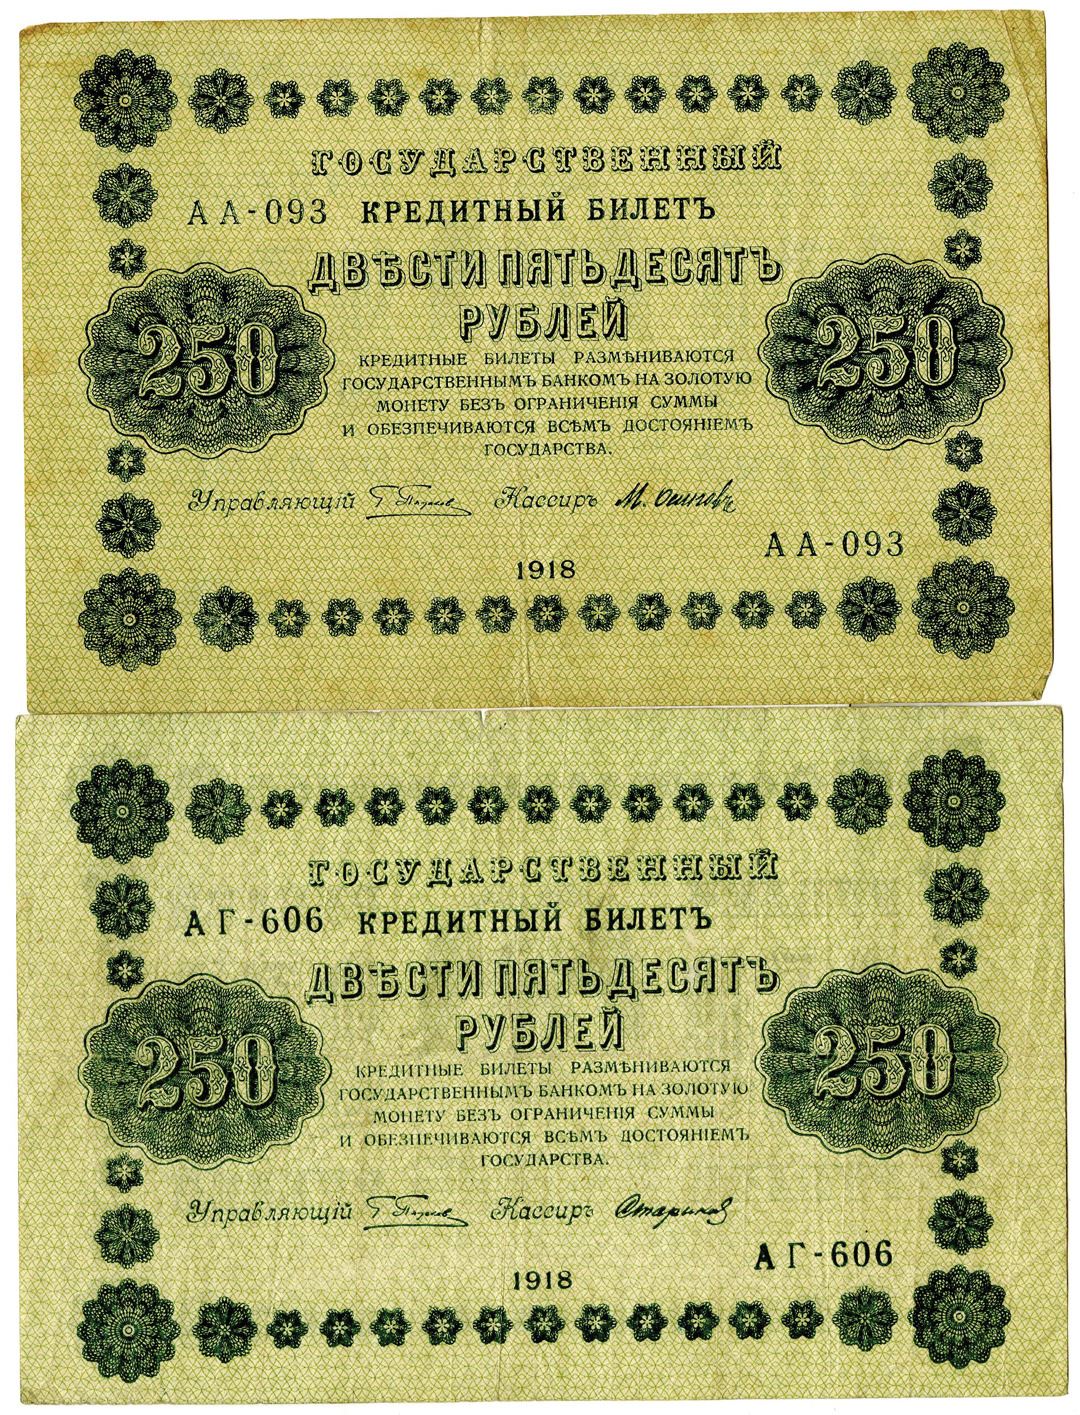 ГОСУДАРСТВЕННЫЙ
АА-093 КРЕДИТНЫЙ БИЛЕТЪ
ДВѢСТИ ПЯТЬДЕСЯТЪ
РУБЛЕЙ
250 250
КРЕДИТНЫЕ БИЛЕТЫ РАЗМѢНИВАЮТСЯ
ГОСУДАРСТВЕННЫМЪ БАНКОМЪ НА ЗОЛОТУЮ
МОНЕТУ БЕЗЪ ОГРАНИЧЕНІЯ СУММЫ
И ОБЕЗПЕЧИВАЮТСЯ ВСѢМЪ ДОСТОЯНІЕМЪ
ГОСУДАРСТВА.
Управляющій Кассиръ М. Осиповъ
АА-093
1918
ГОСУДАРСТВЕННЫЙ
АГ-606 КРЕДИТНЫЙ БИЛЕТЪ
ДВѢСТИ ПЯТЬДЕСЯТЪ
РУБЛЕЙ
250 250
КРЕДИТНЫЕ БИЛЕТЫ РАЗМѢНИВАЮТСЯ
ГОСУДАРСТВЕННЫМЪ БАНКОМЪ НА ЗОЛОТУЮ
МОНЕТУ БЕЗЪ ОГРАНИЧЕНІЯ СУММЫ
И ОБЕЗПЕЧИВАЮТСЯ ВСѢМЪ ДОСТОЯНІЕМЪ
ГОСУДАРСТВА.
Управляющій Кассиръ Стариков
АГ-606
1918